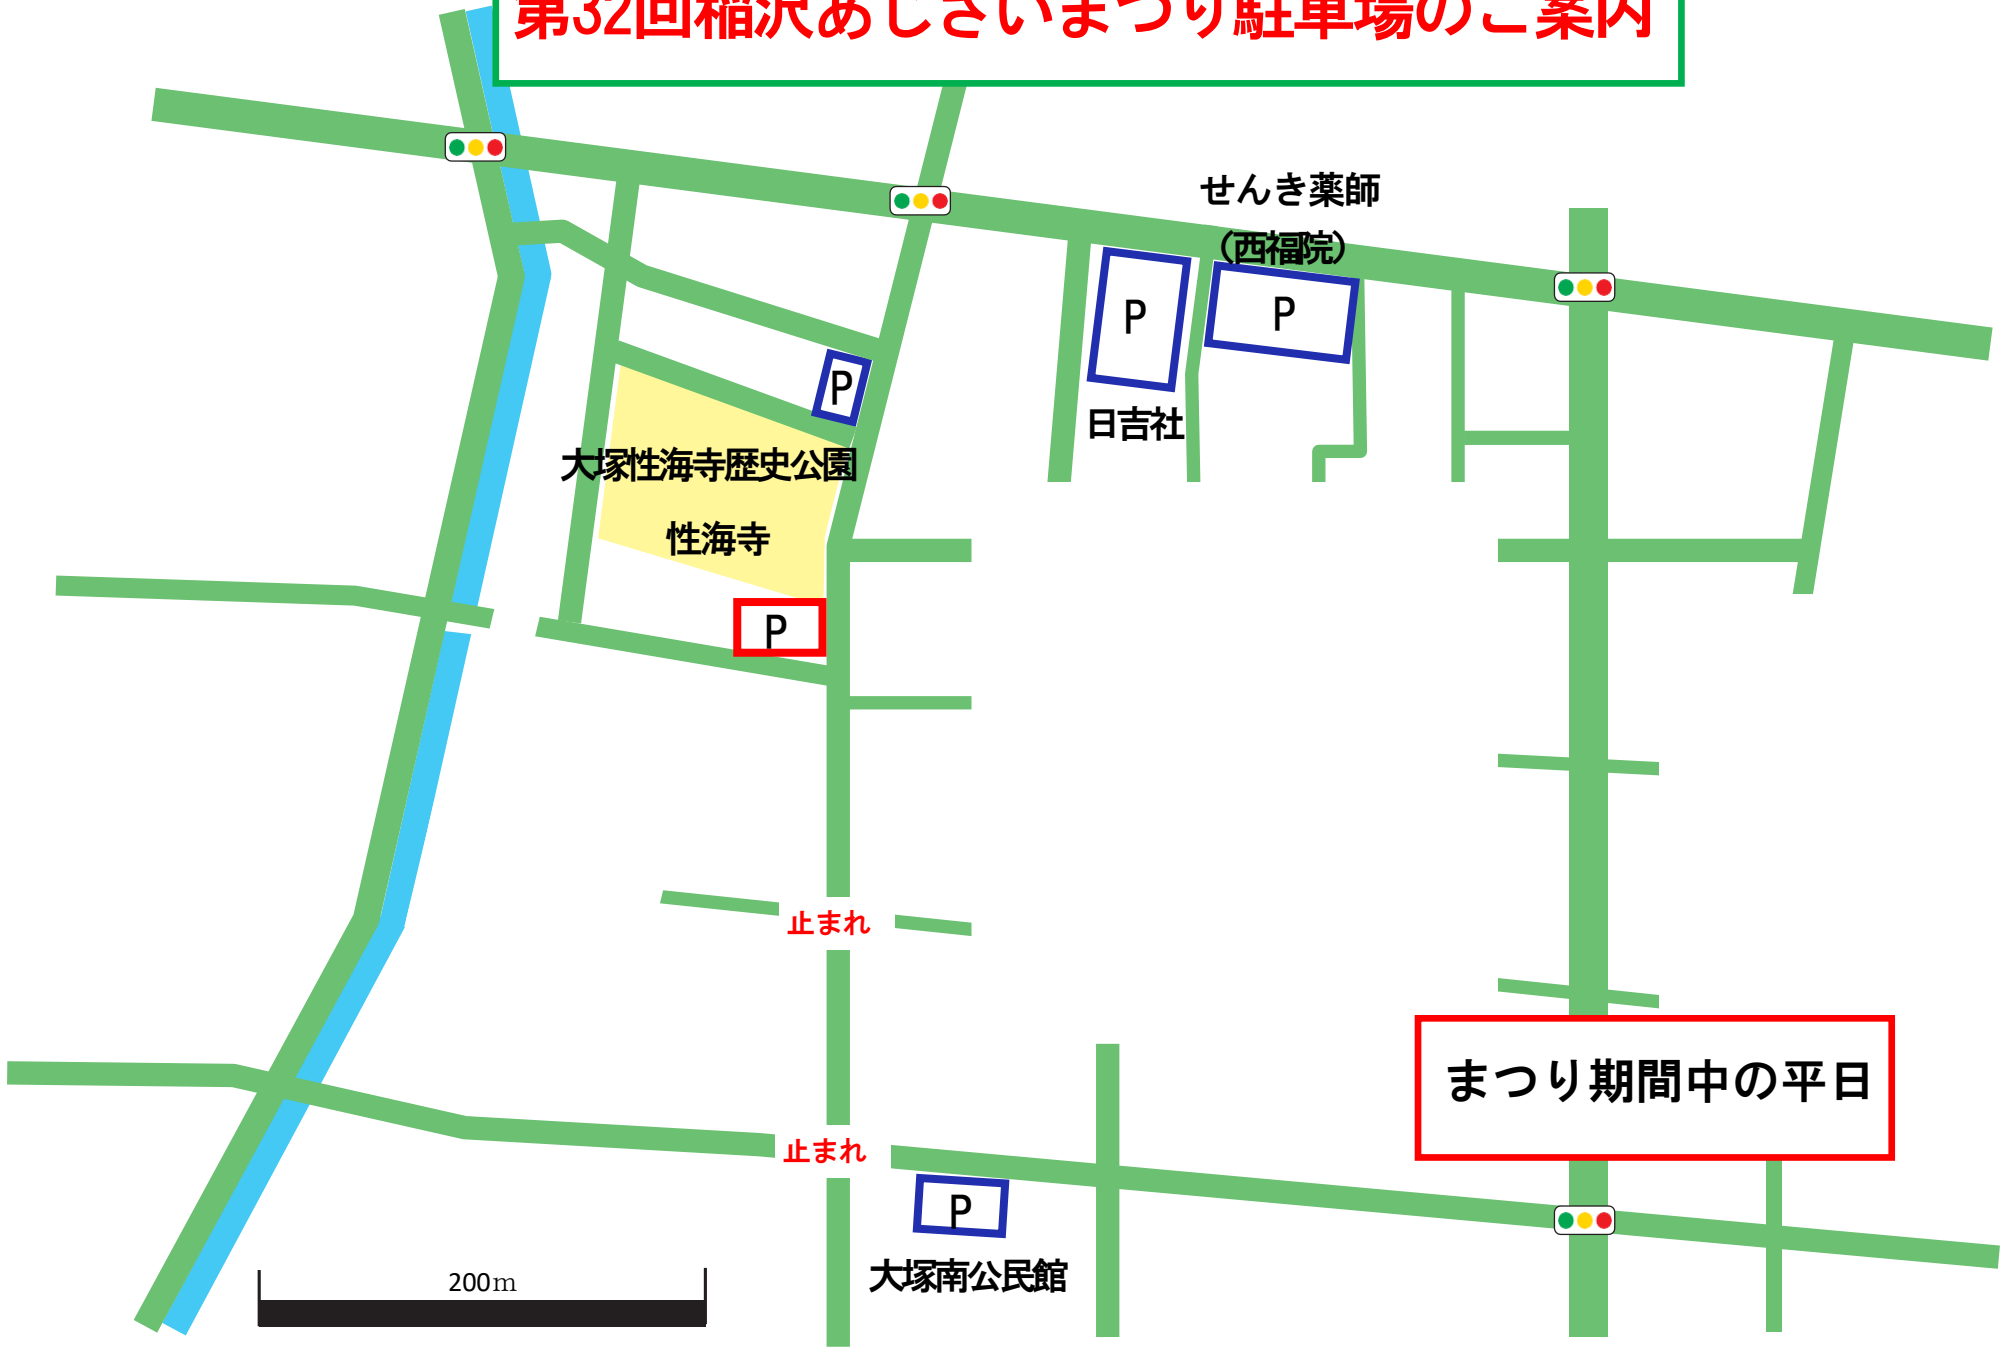 第32回稲沢あじさいまつり駐車場のご案内
せんき薬師
（西福院）
P
P
P
日吉社
大塚性海寺歴史公園
性海寺
P
止まれ
まつり期間中の平日
止まれ
P
大塚南公民館
200m